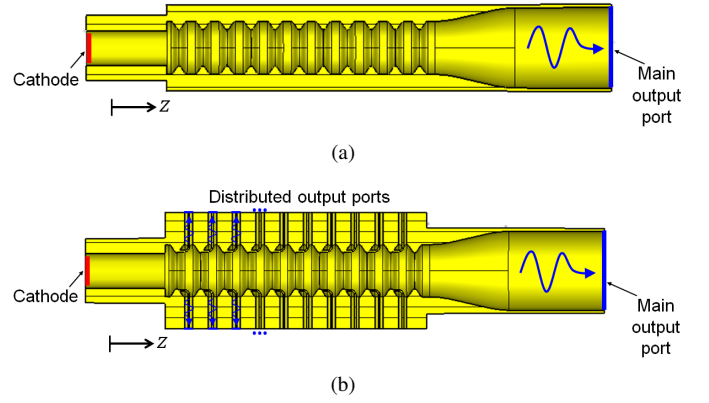 Cathode
Z
Main
output
port
(a)
Distributed output ports
Cathode
Z
Main
output
port
(b)